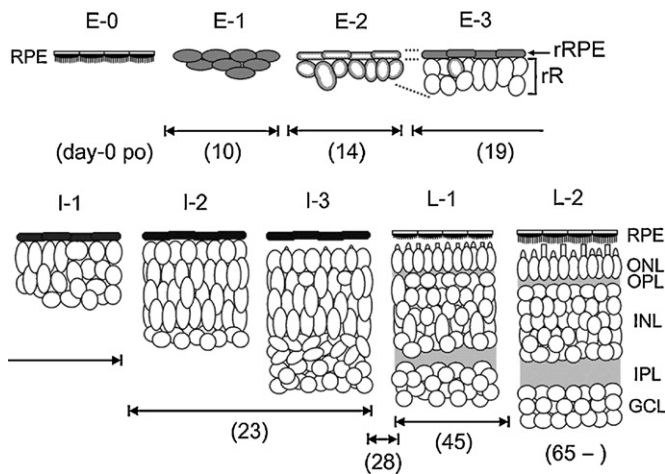 E-0 E-1 E-2 E-3
RPE
rRPE
rR
(day-0 po) (10) (14) (19)
I-1 I-2 I-3 L-1 L-2
RPE
ONL
OPL
INL
IPL
GCL
(23) (28) (45) (65 – )